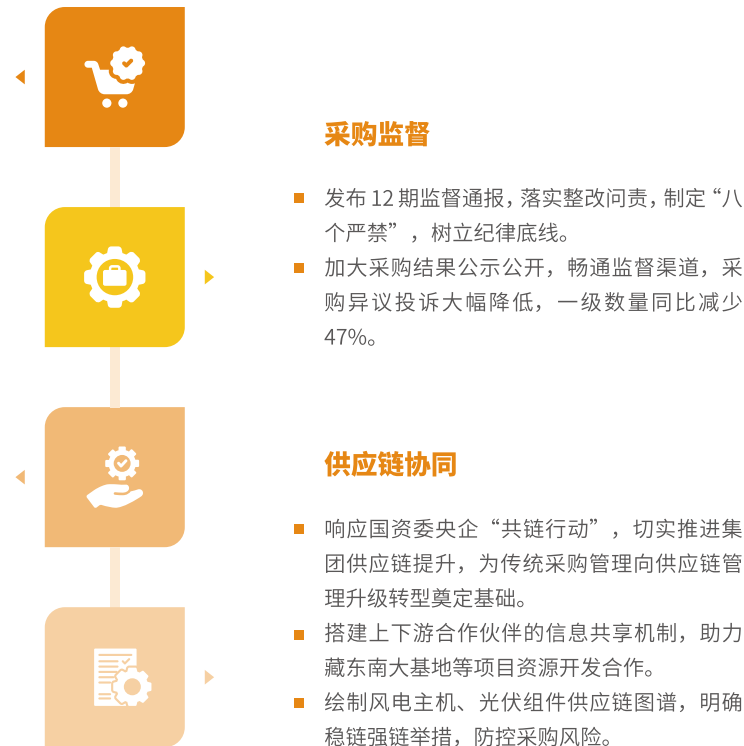 采购监督
发布 12 期监督通报，落实整改问责，制定“八
个严禁”，树立纪律底线。
加大采购结果公示公开，畅通监督渠道，采
购异议投诉大幅降低，一级数量同比减少
47%。
供应链协同
响应国资委央企“共链行动”，切实推进集
团供应链提升，为传统采购管理向供应链管
理升级转型奠定基础。
搭建上下游合作伙伴的信息共享机制，助力
藏东南大基地等项目资源开发合作。
绘制风电主机、光伏组件供应链图谱，明确
稳链强链举措，防控采购风险。